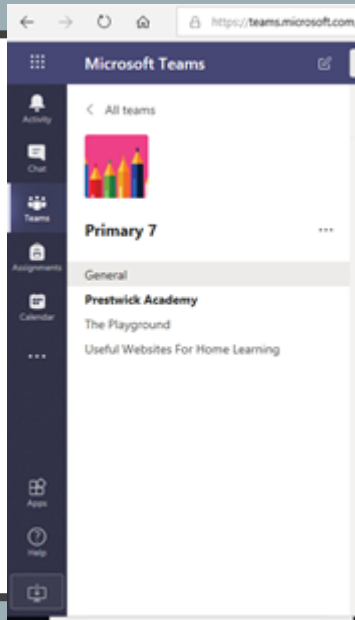 https://teams.microsoft.com
Microsoft Teams
Activity
Chat
Teams
Assignments
Calendar
Apps
Help
All teams
Primary 7
General
Prestwick Academy
The Playground
Useful Websites For Home Learning